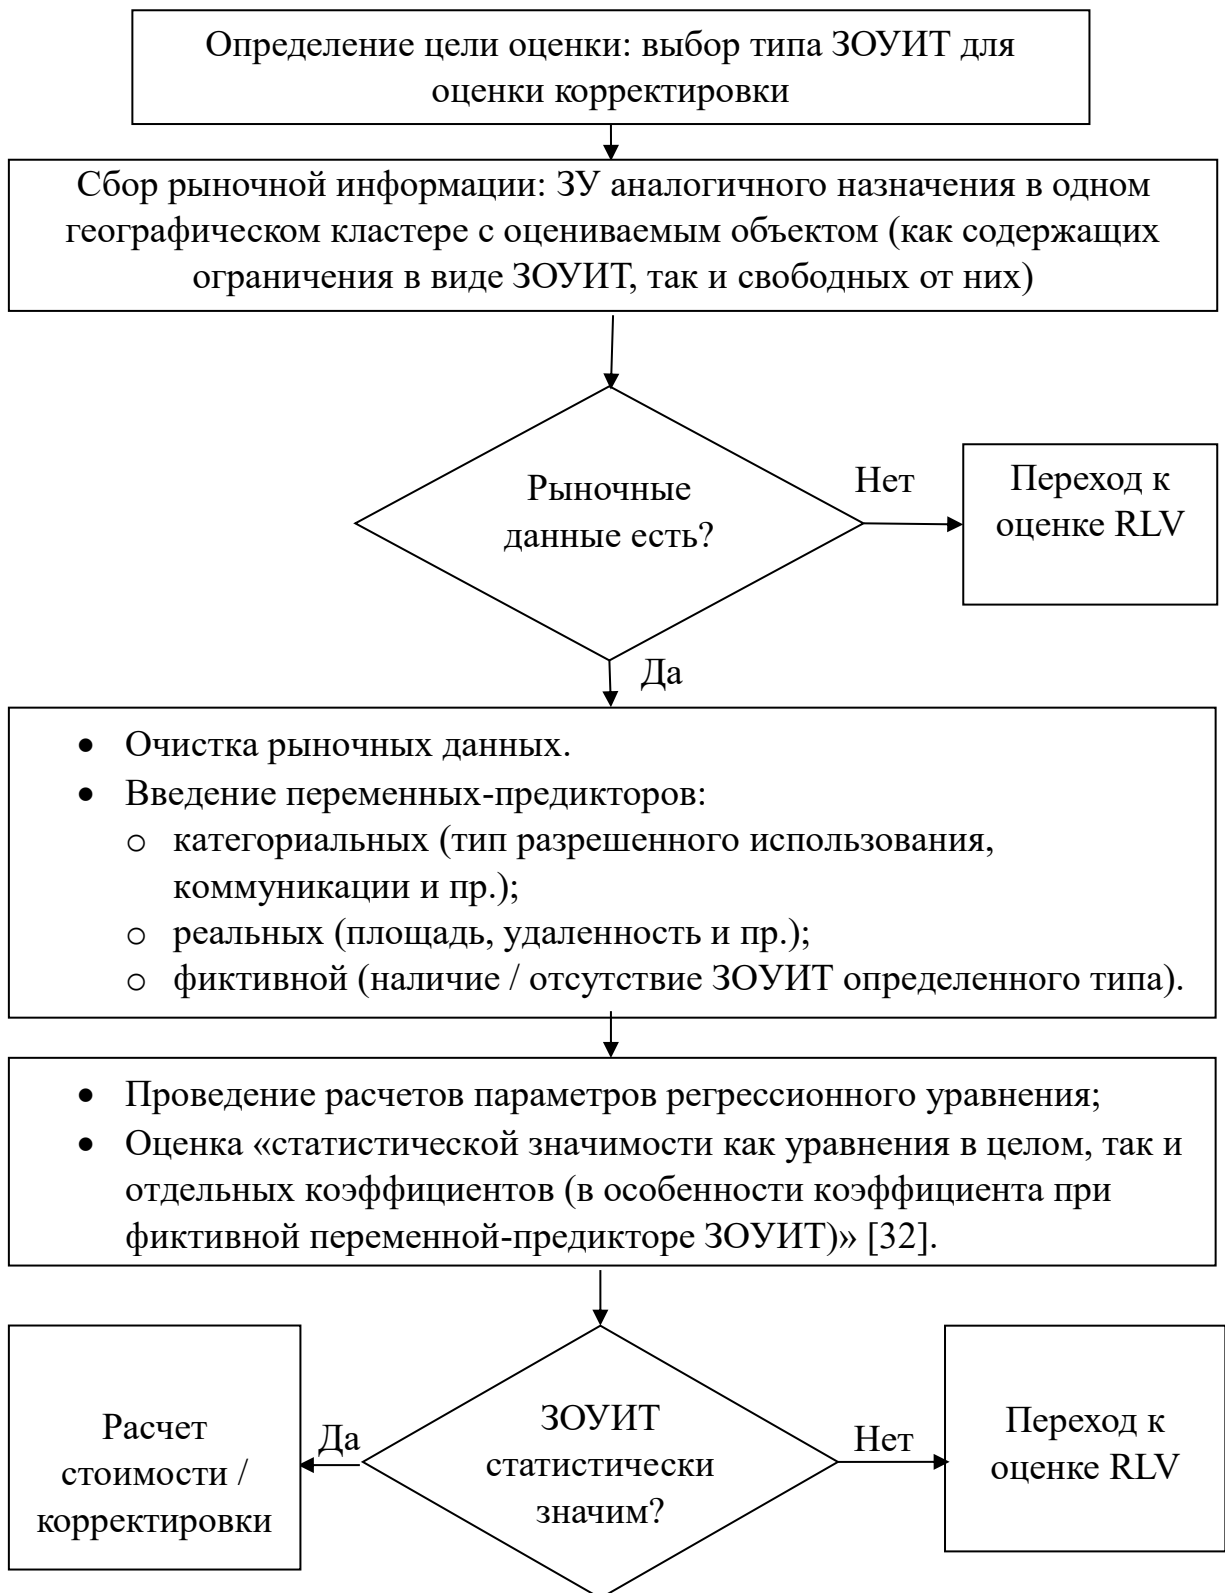 Определение цели оценки: выбор типа ЗОУИТ для
оценки корректировки
Сбор рыночной информации: ЗУ аналогичного назначения в одном
географическом кластере с оцениваемым объектом (как содержащих
ограничения в виде ЗОУИТ, так и свободных от них)
Рыночные
данные есть?
Нет
Переход к
оценке RLV
Да
• Очистка рыночных данных.
• Введение переменных-предикторов:
o категориальных (тип разрешенного использования,
коммуникации и пр.);
o реальных (площадь, удаленность и пр.);
o фиктивной (наличие / отсутствие ЗОУИТ определенного типа).
• Проведение расчетов параметров регрессионного уравнения;
• Оценка «статистической значимости как уравнения в целом, так и
отдельных коэффициентов (в особенности коэффициента при
фиктивной переменной-предикторе ЗОУИТ)» [32].
Расчет
стоимости /
корректировки
Да
ЗОУИТ
статистически
значим?
Нет
Переход к
оценке RLV